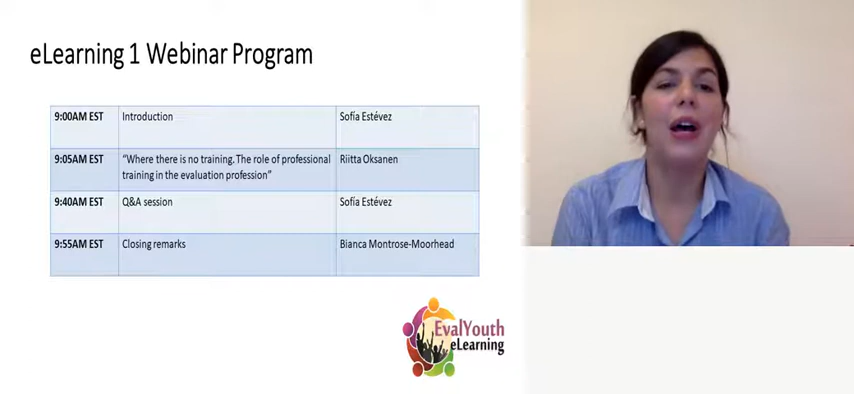 eLearning 1 Webinar Program
9:00AM EST Introduction Sofía Estévez
9:05AM EST “Where there is no training. The role of professional Riitta Oksanen
training in the evaluation profession”
9:40AM EST Q&A session Sofía Estévez
9:55AM EST Closing remarks Bianca Montrose-Moorhead
EvalYouth
eLearning